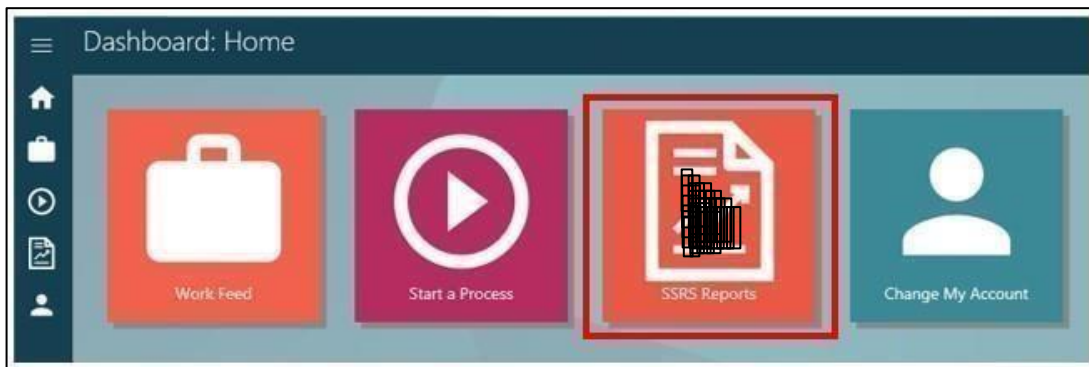 Dashboard: Home
Work Feed
Start a Process
SSRS Reports
Change My Account